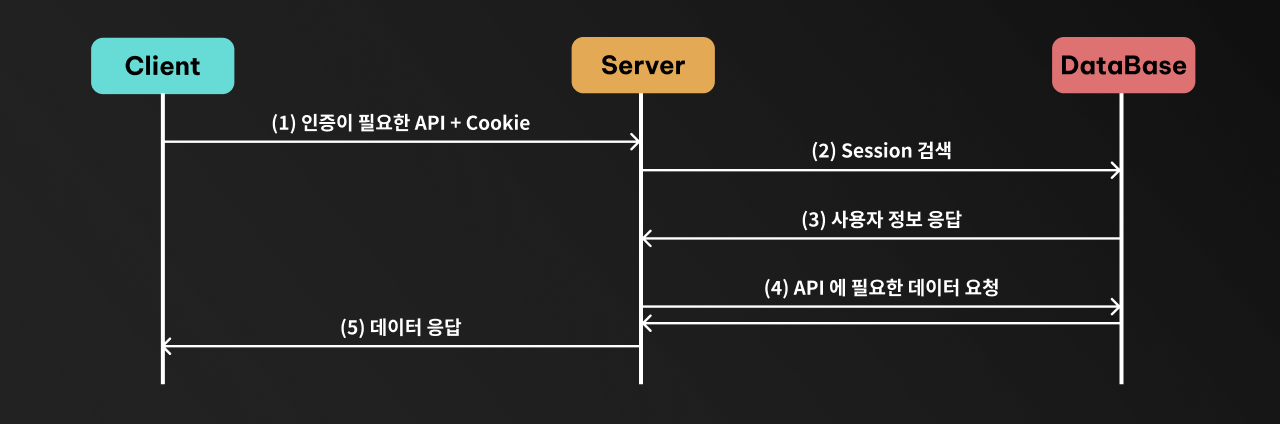 Client
Server
DataBase
(1) 인증이 필요한 API + Cookie
(2) Session 검색
(3) 사용자 정보 응답
(4) API 에 필요한 데이터 요청
(5) 데이터 응답